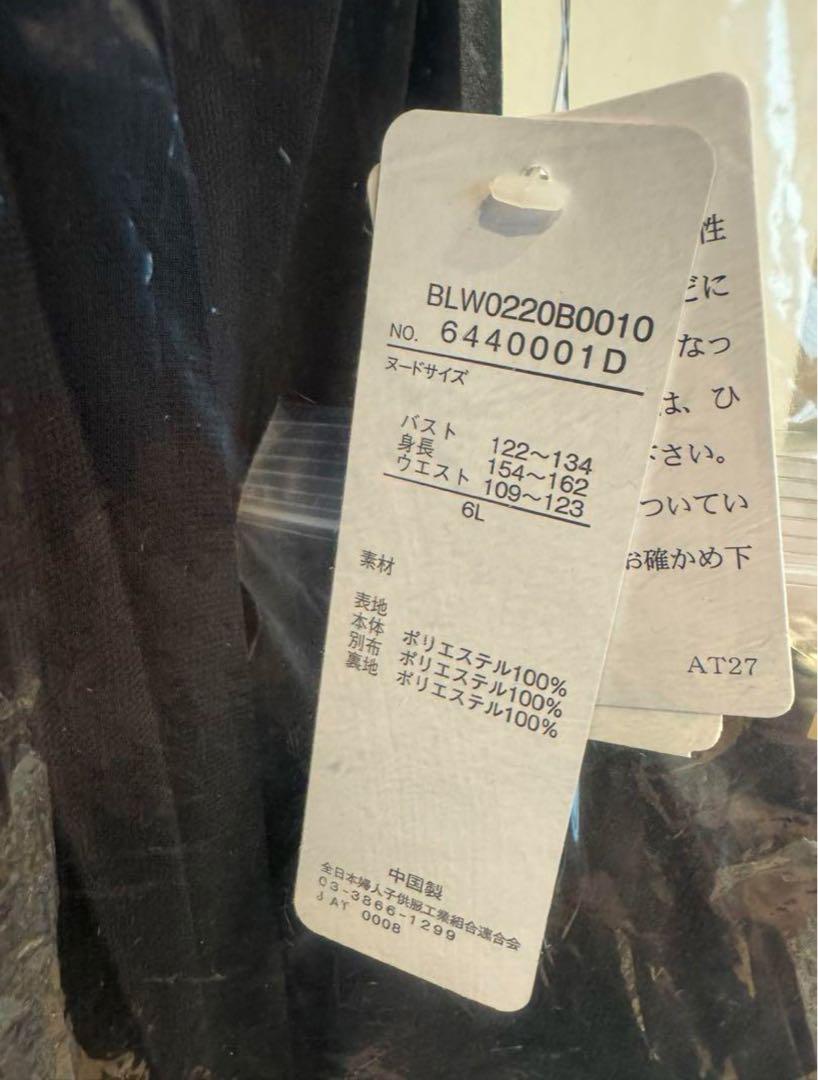 BLW0220B0010
NO. 6440001D
ヌードサイズ
バスト 122〜134
身長 154〜162
ウエスト 109〜123
6L
素材
表地
本体 ポリエステル100%
別布 ポリエステル100%
裏地 ポリエステル100%
中国製
全日本婦人子供服工業組合連合会
03-3866-1299
J AT 0008
性
どに
なっ
は、ひ
ださい。
ついてい
お確かめ下
AT27